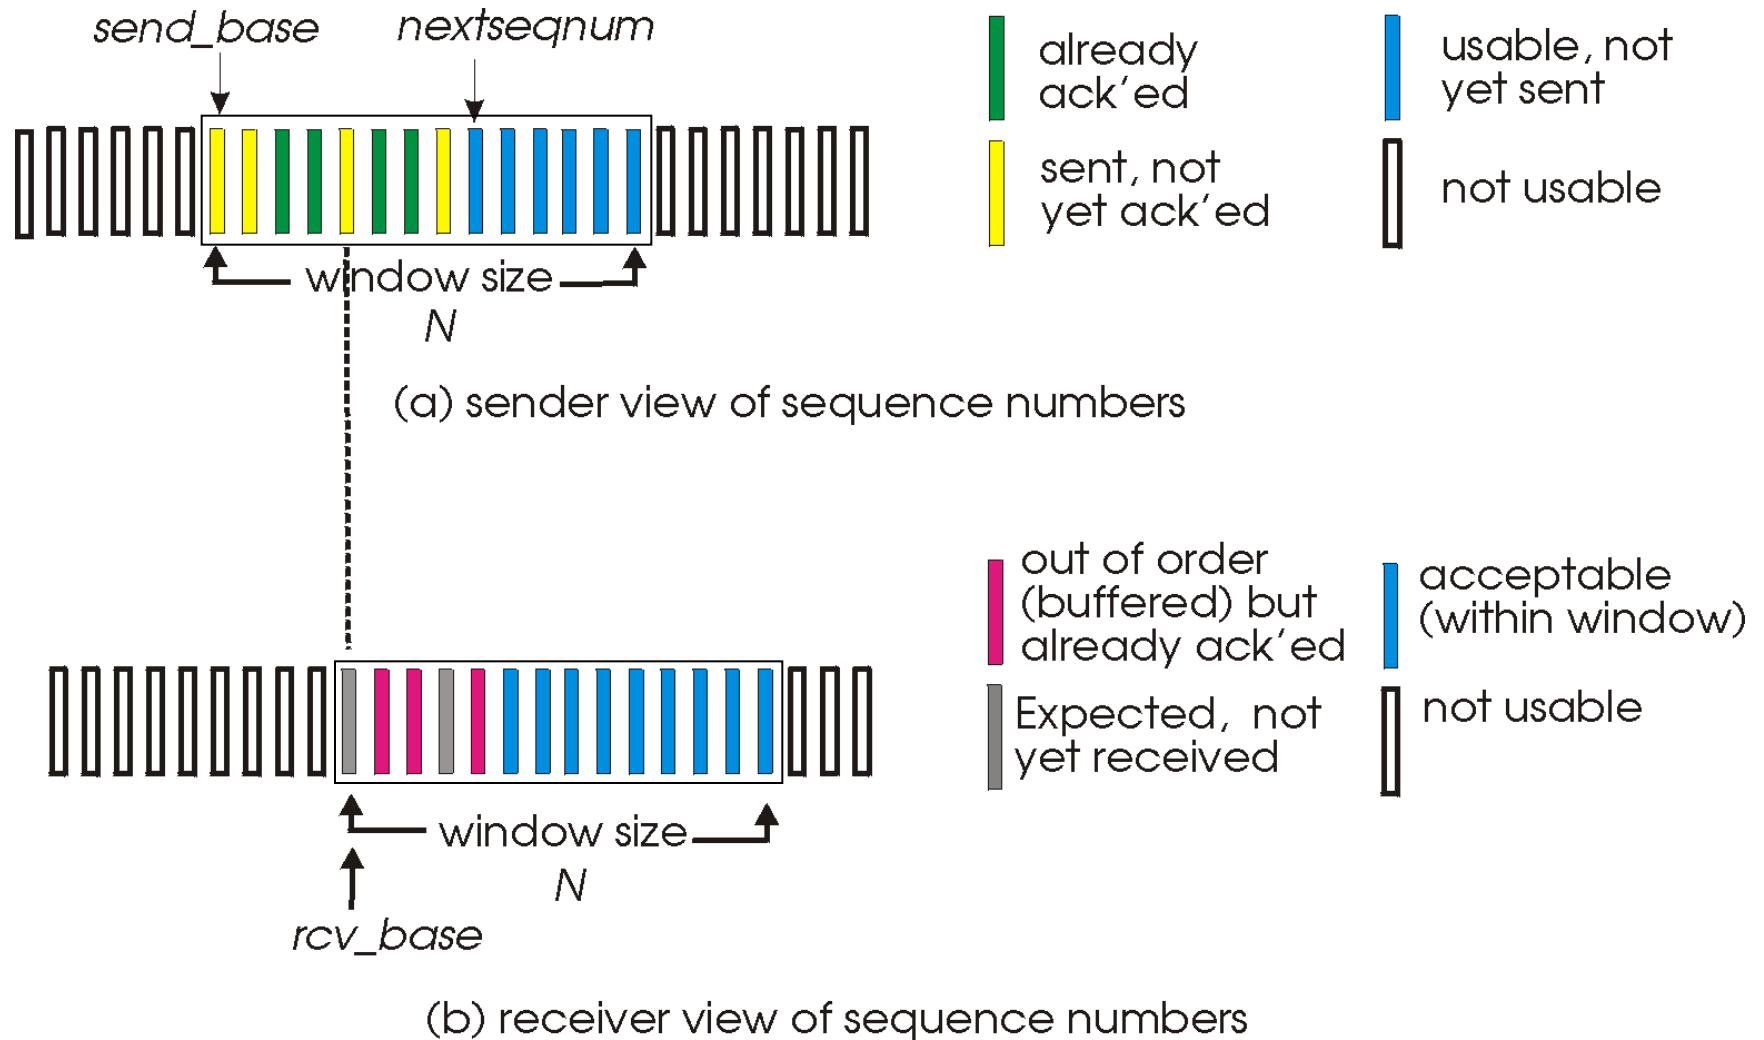 send_base
nextseqnum
already
ack'ed
usable, not
yet sent
sent, not
yet ack'ed
not usable
window size
N
(a) sender view of sequence numbers
out of order
(buffered) but
already ack'ed
acceptable
(within window)
Expected, not
yet received
not usable
window size
N
rcv_base
(b) receiver view of sequence numbers